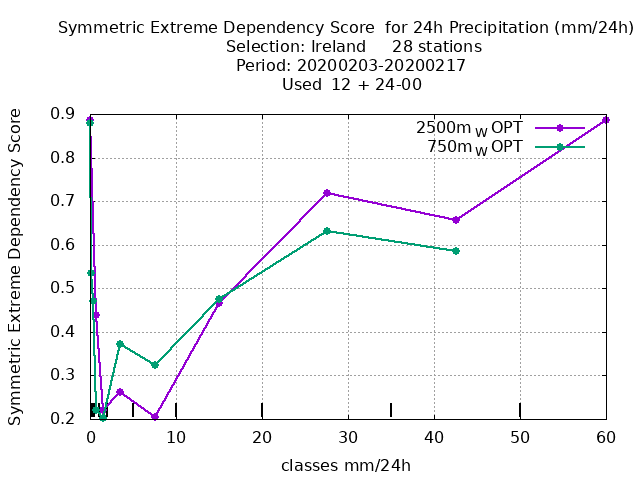 Symmetric Extreme Dependency Score  for 24h Precipitation (mm/24h)
Selection: Ireland     28 stations
Period: 20200203-20200217
Used  12 + 24-00
Symmetric Extreme Dependency Score
0.9
0.8
0.7
0.6
0.5
0.4
0.3
0.2
2500m W OPT
750m W OPT
0 10 20 30 40 50 60
classes mm/24h